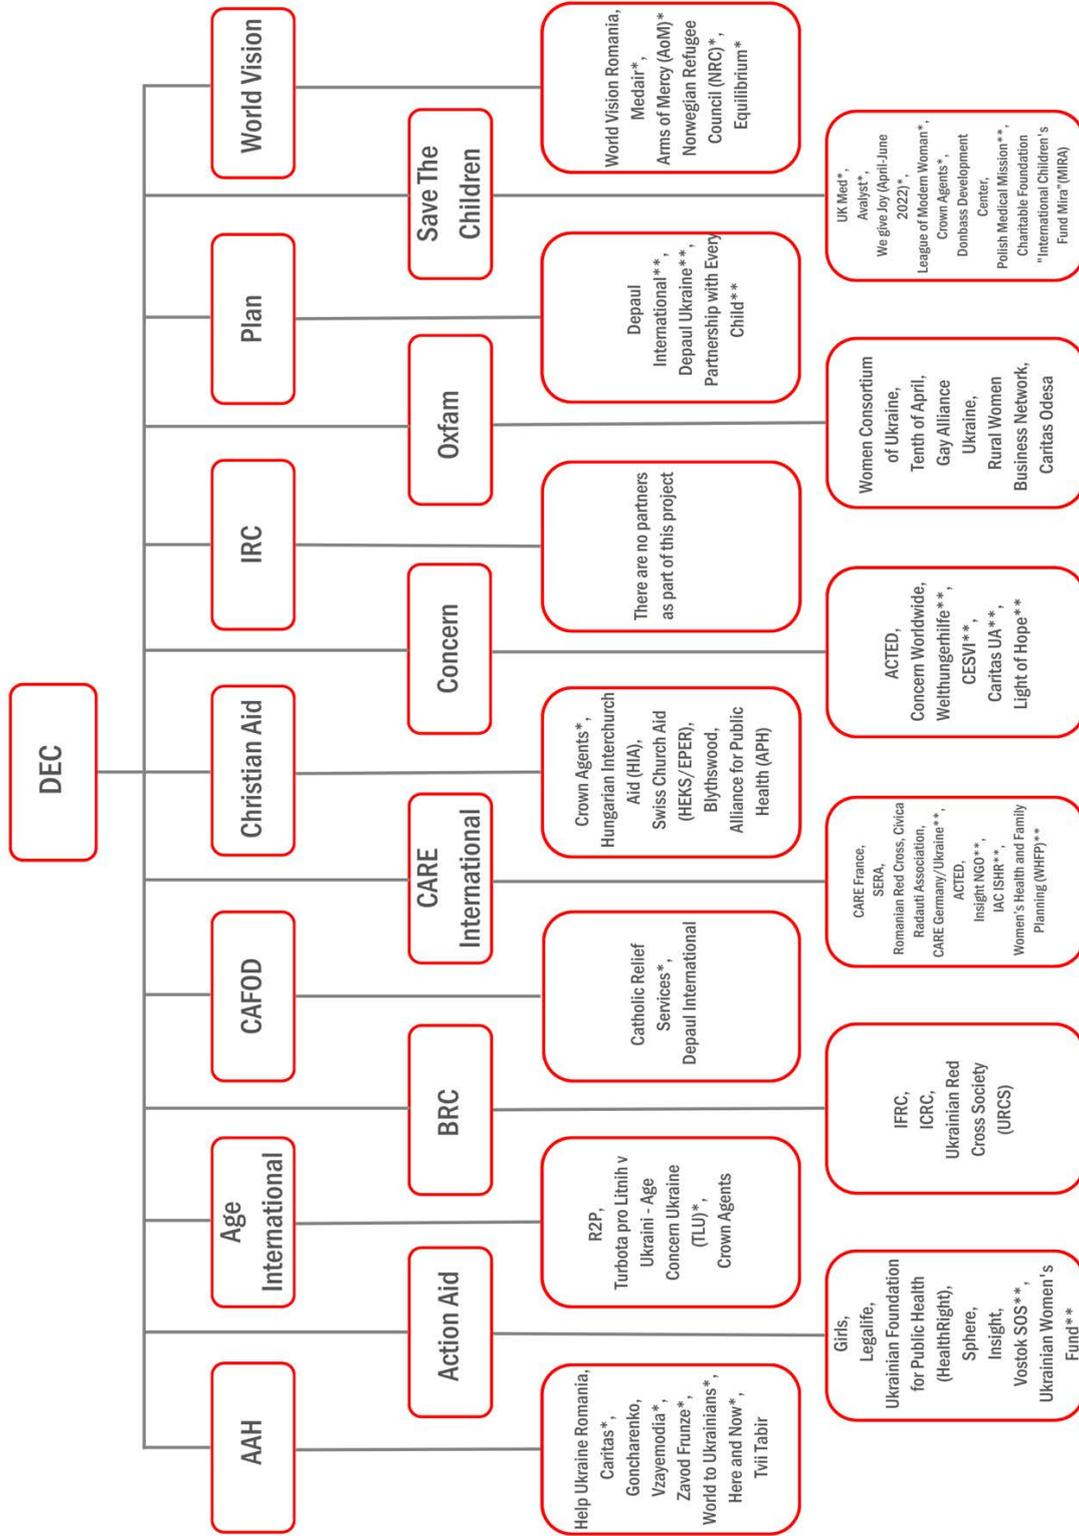 DEC
AAH
Age
International
CAFOD
Christian Aid
IRC
Plan
World Vision
Action Aid
BRC
CARE
International
Concern
Oxfam
Save The
Children
Help Ukraine Romania,
Caritas*,
Goncharenko,
Vzayemodia*,
Zavod Frunze*,
World to Ukrainians*,
Here and Now*,
Tvii Tabir
R2P,
Turbota pro Litnih v
Ukraini - Age
Concern Ukraine
(TLU)*,
Crown Agents
Catholic Relief
Services*,
Depaul International
Crown Agents*,
Hungarian Interchurch
Aid (HIA),
Swiss Church Aid
(HEKS/EPER),
Blythswood,
Alliance for Public
Health (APH)
There are no partners
as part of this project
Depaul
International**,
Depaul Ukraine**,
Partnership with Every
Child**
World Vision Romania,
Medair*,
Arms of Mercy (AoM)*
Norwegian Refugee
Council (NRC)*,
Equilibrium*
Girls,
Legalife,
Ukrainian Foundation
for Public Health
(HealthRight),
Sphere,
Insight,
Vostok SOS**,
Ukrainian Women's
Fund**
IFRC,
ICRC,
Ukrainian Red
Cross Society
(URCS)
CARE France,
SERA,
Romanian Red Cross, Civica
Radauti Association,
CARE Germany/Ukraine**,
ACTED,
Insight NGO**,
IAC ISHR**,
Women's Health and Family
Planning (WHFP)**
ACTED,
Concern Worldwide,
Welthungerhilfe**,
CESVI**,
Caritas UA**,
Light of Hope**
Women Consortium
of Ukraine,
Tenth of April,
Gay Alliance
Ukraine,
Rural Women
Business Network,
Caritas Odesa
UK Med*,
Avalyst*,
We give Joy (April-June
2022)*,
League of Modern Woman*,
Crown Agents*,
Donbass Development
Center,
Polish Medical Mission**,
Charitable Foundation
"International Children's
Fund Mira"(MIRA)